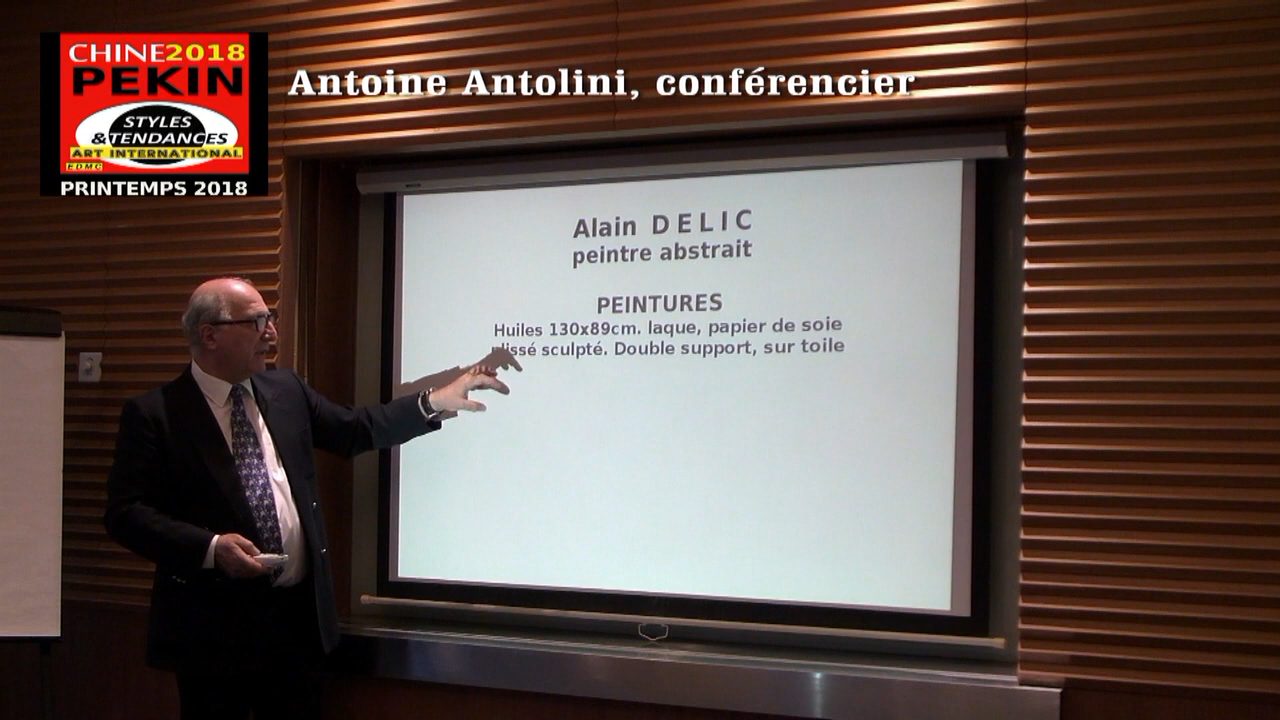 CHINE2018
PEKIN
STYLES
&TENDANCES
ART INTERNATIONAL
EDMC
PRINTEMPS 2018
Antoine Antolini, conférencier
Alain DELIC
peintre abstrait
PEINTURES
Huiles 130x89cm. laque, papier de soie
plissé sculpté. Double support, sur toile